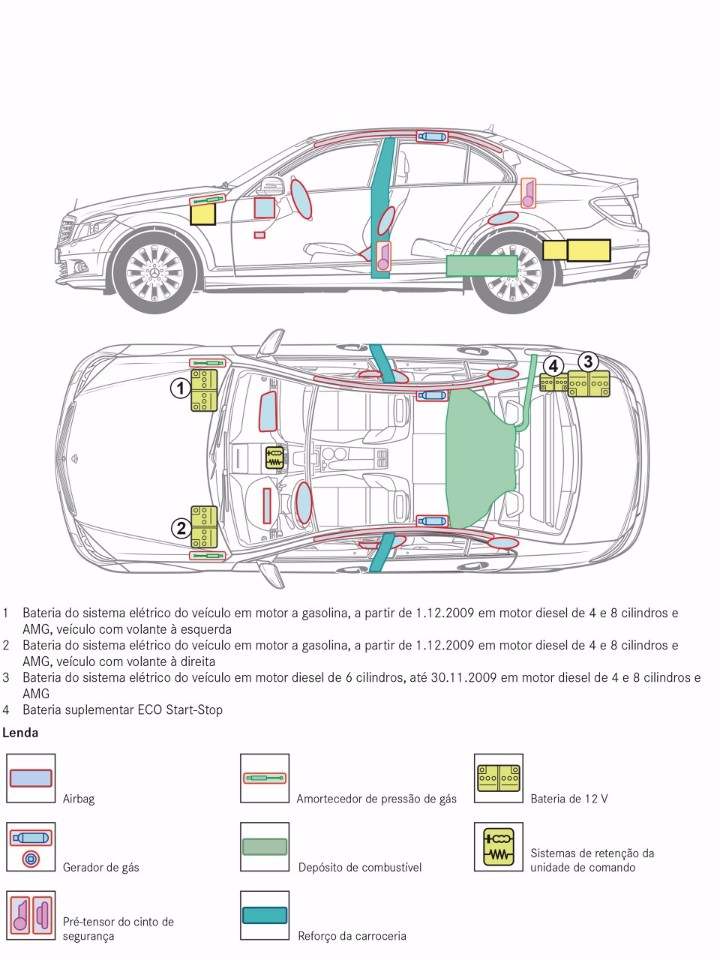 1
4
3
2
1 Bateria do sistema elétrico do veículo em motor a gasolina, a partir de 1.12.2009 em motor diesel de 4 e 8 cilindros e
AMG, veículo com volante à esquerda
2 Bateria do sistema elétrico do veículo em motor a gasolina, a partir de 1.12.2009 em motor diesel de 4 e 8 cilindros e
AMG, veículo com volante à direita
3 Bateria do sistema elétrico do veículo em motor diesel de 6 cilindros, até 30.11.2009 em motor diesel de 4 e 8 cilindros e
AMG
4 Bateria suplementar ECO Start-Stop
Lenda
Airbag
Amortecedor de pressão de gás
Bateria de 12 V
Gerador de gás
Depósito de combustível
Sistemas de retenção da
unidade de comando
Pré-tensor do cinto de
segurança
Reforço da carroceria